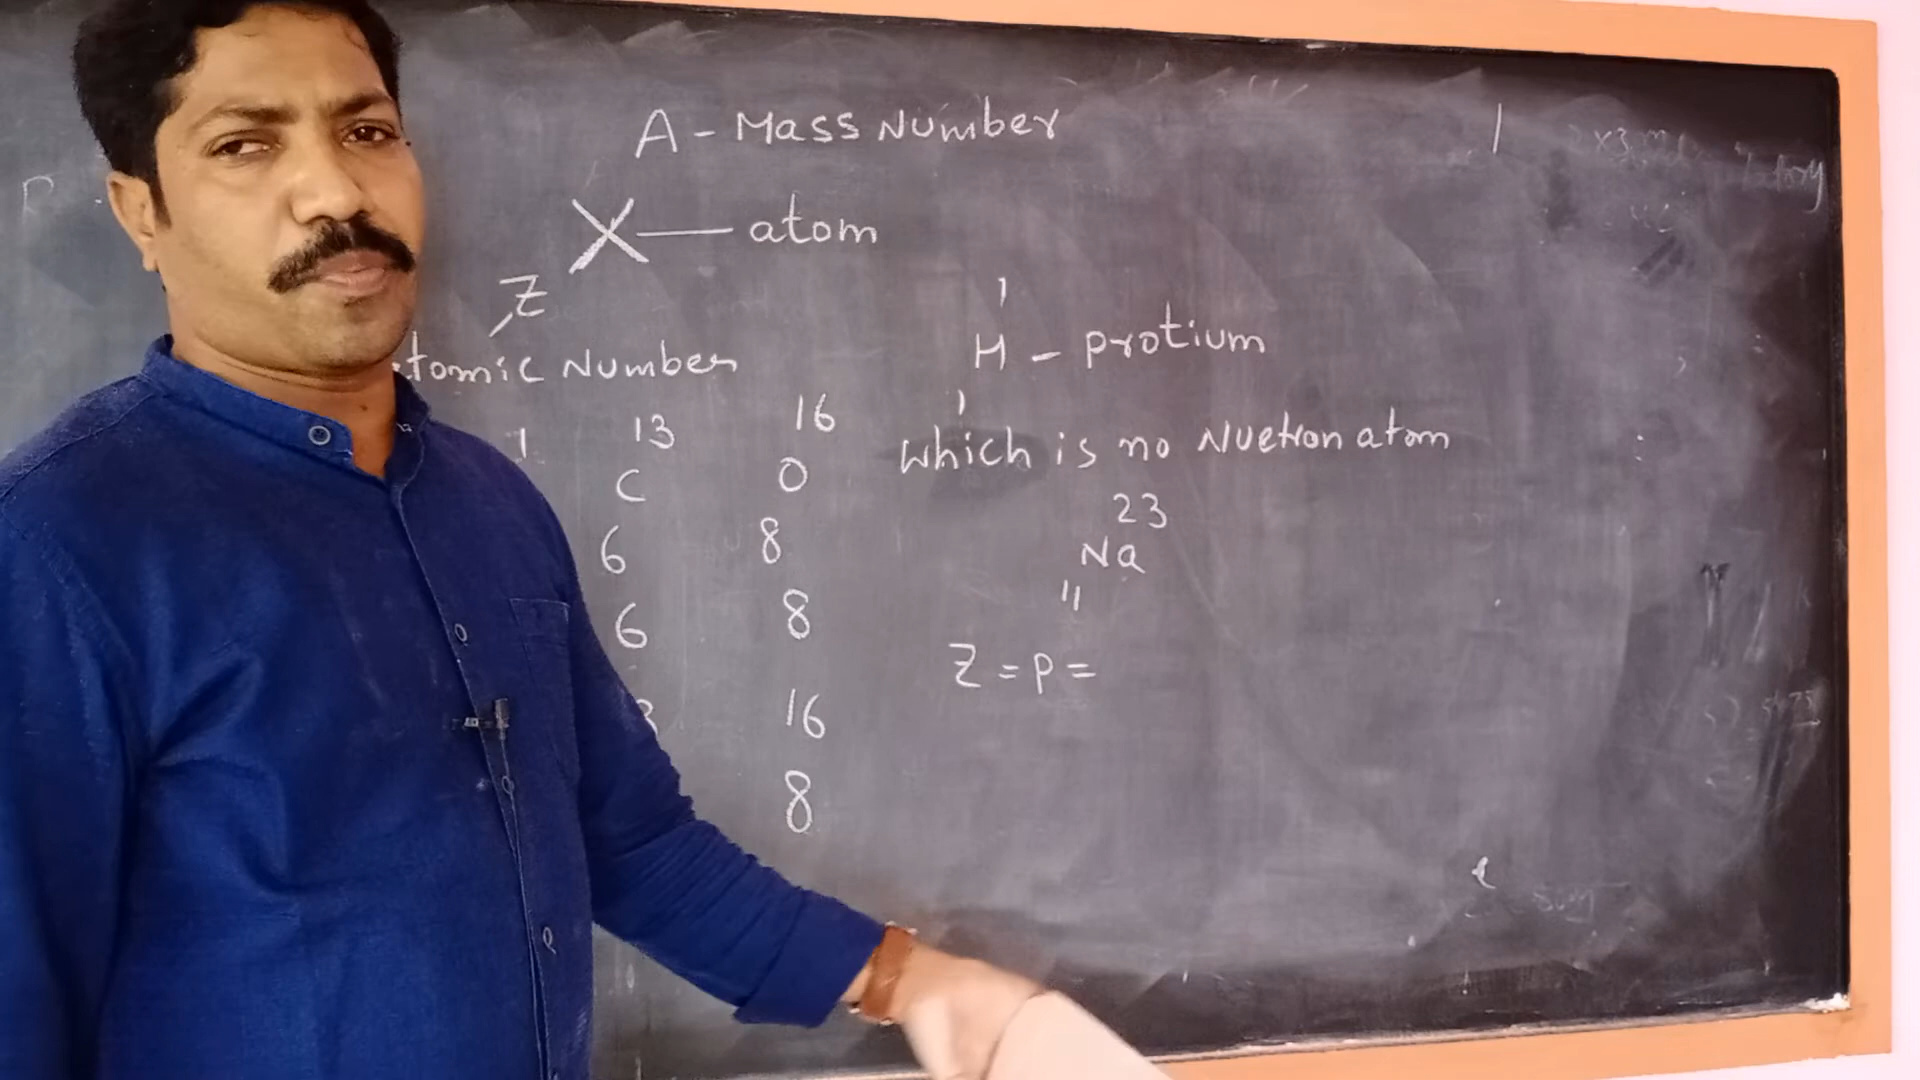 A - Mass Number
X — atom
Z
tomic Number
1
H - protium
1
1 13 16
C O
6 8
6 8
16
8
which is no Nuetron atom
23
Na
11
Z = P =